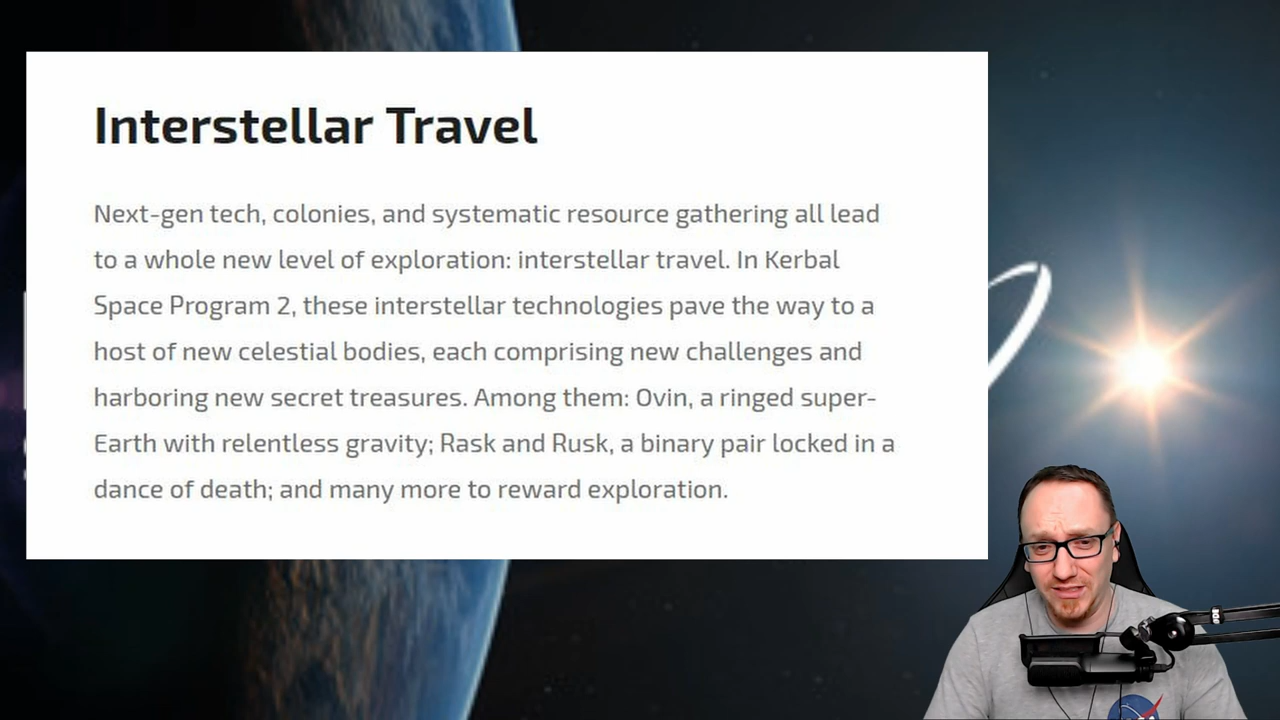 Interstellar Travel
Next-gen tech, colonies, and systematic resource gathering all lead
to a whole new level of exploration: interstellar travel. In Kerbal
Space Program 2, these interstellar technologies pave the way to a
host of new celestial bodies, each comprising new challenges and
harboring new secret treasures. Among them: Ovin, a ringed super-
Earth with relentless gravity; Rask and Rusk, a binary pair locked in a
dance of death; and many more to reward exploration.